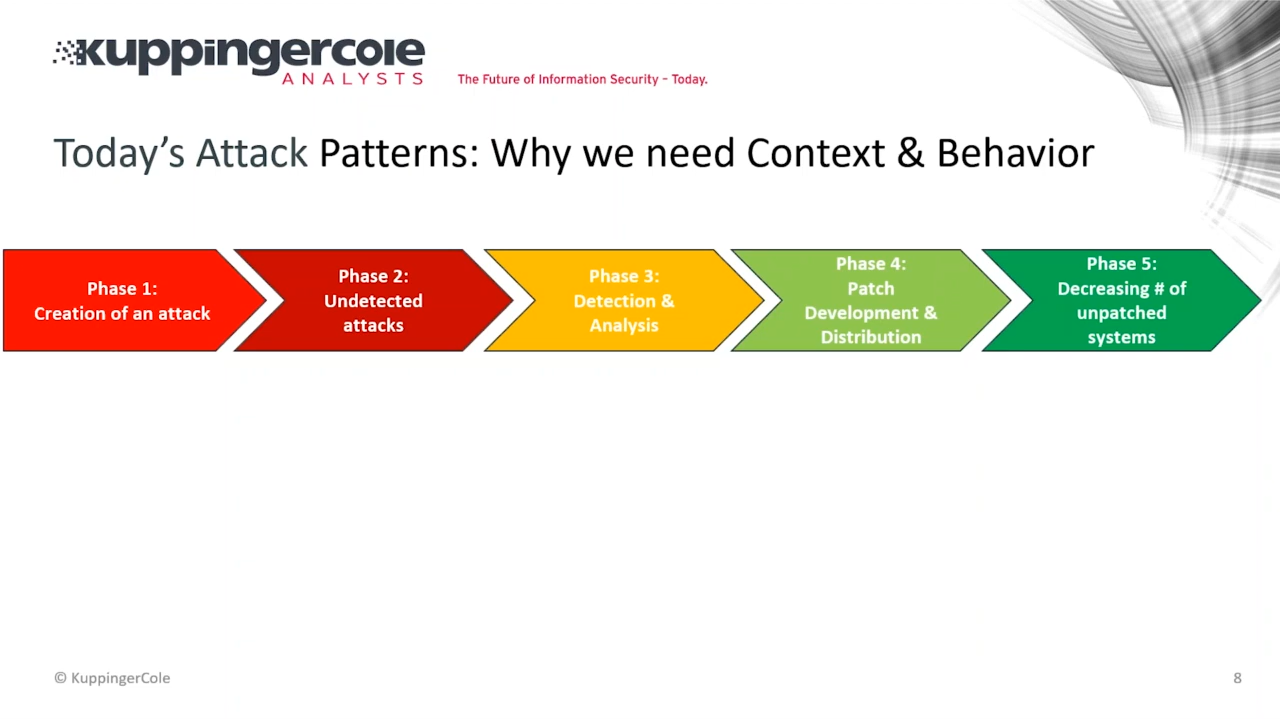 kuppingercole
ANALYSTS
The Future of Information Security – Today.
Today's Attack Patterns: Why we need Context & Behavior
Phase 1:
Creation of an attack
Phase 2:
Undetected
attacks
Phase 3:
Detection &
Analysis
Phase 4:
Patch
Development &
Distribution
Phase 5:
Decreasing # of
unpatched
systems
© KuppingerCole
8